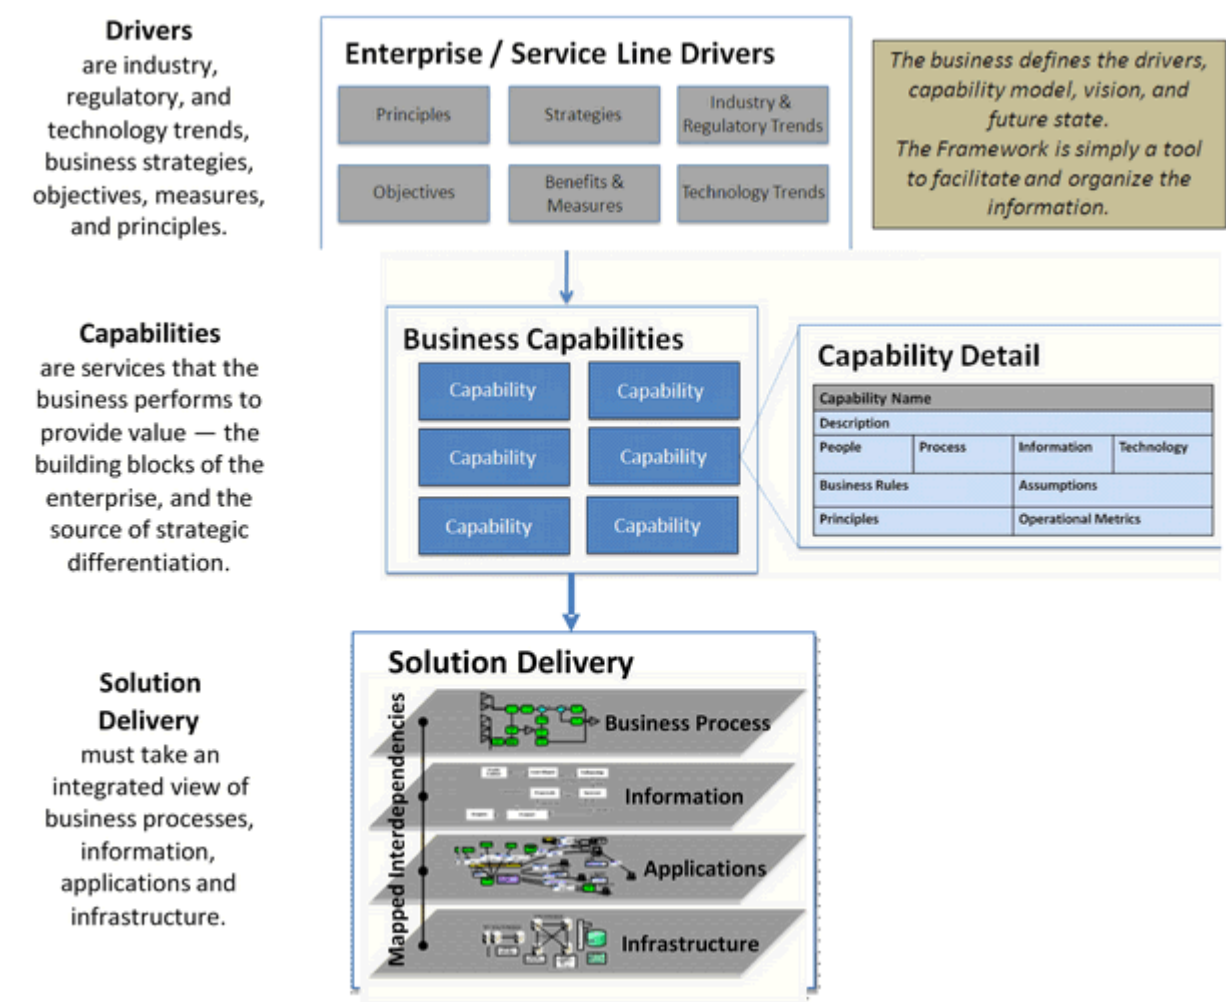 Drivers
are industry,
regulatory, and
technology trends,
business strategies,
objectives, measures,
and principles.
Enterprise / Service Line Drivers
Principles
Strategies
Industry &
Regulatory Trends
Objectives
Benefits &
Measures
Technology Trends
The business defines the drivers,
capability model, vision, and
future state.
The Framework is simply a tool
to facilitate and organize the
information.
Capabilities
are services that the
business performs to
provide value — the
building blocks of the
enterprise, and the
source of strategic
differentiation.
Business Capabilities
Capability
Capability
Capability
Capability
Capability
Capability
Capability Detail
Capability Name
Description
People
Process
Information
Technology
Business Rules
Assumptions
Principles
Operational Metrics
Solution
Delivery
must take an
integrated view of
business processes,
information,
applications and
infrastructure.
Solution Delivery
Mapped Interdependencies
Business Process
Information
Applications
Infrastructure